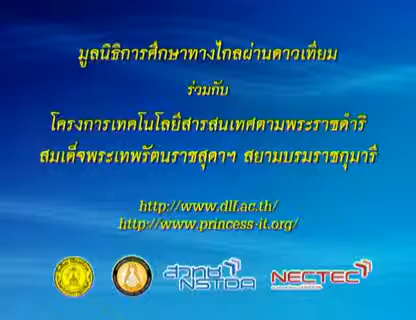 มูลนิธิการศึกษาทางไกลผ่านดาวเทียม
ร่วมกับ
โครงการเทคโนโลยีสารสนเทศตามพระราชดำริ
สมเด็จพระเทพรัตนราชสุดาฯ สยามบรมราชกุมารี
http://www.dlf.ac.th/
http://www.princess-it.org/
สวทช
NSTDA
NECTEC